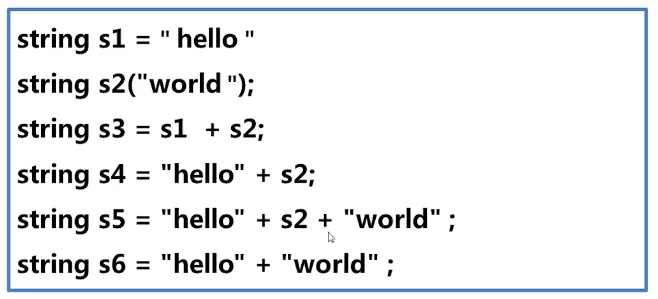 string s1 = "hello"
string s2("world");
string s3 = s1 + s2;
string s4 = "hello" + s2;
string s5 = "hello" + s2 + "world" ;
string s6 = "hello" + "world" ;